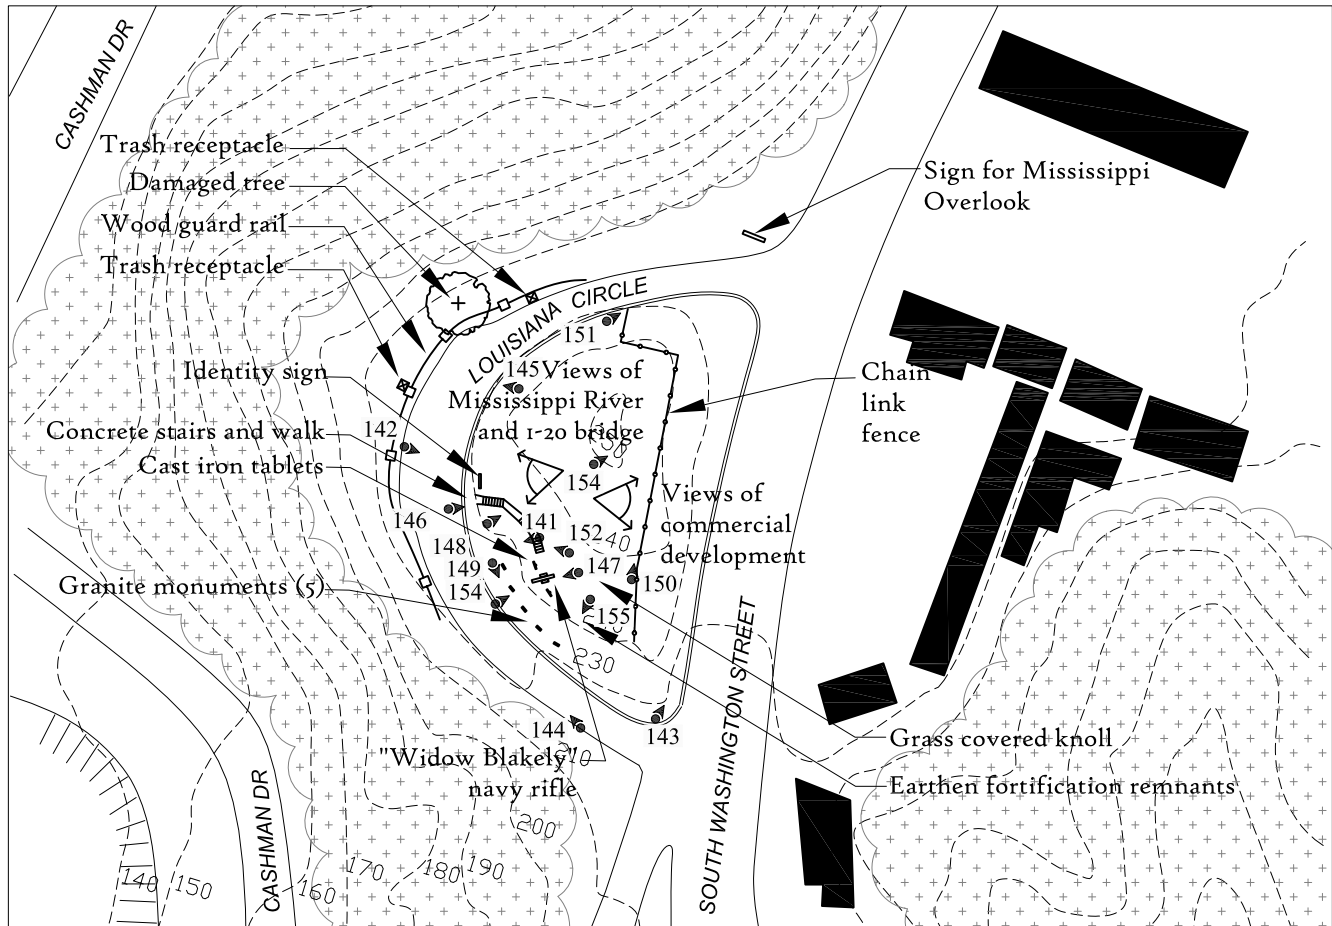 CASHMAN DR
Trash receptacle
Damaged tree
Wood guard rail
Trash receptacle
Sign for Mississippi
Overlook
LOUISIANA CIRCLE
151
Identity sign
145
Views of
Mississippi River
and 1-20 bridge
Chain
link
fence
142
Concrete stairs and walk
Cast iron tablets
154
Views of
commercial
development
146
141
152
240
148
149
147
150
Granite monuments (5)
154
155
230
144
143
"Widow Blakely"
navy rifle
210
Grass covered knoll
Earthen fortification remnants
SOUTH WASHINGTON STREET
CASHMAN DR
200
190
180
170
160
150
140